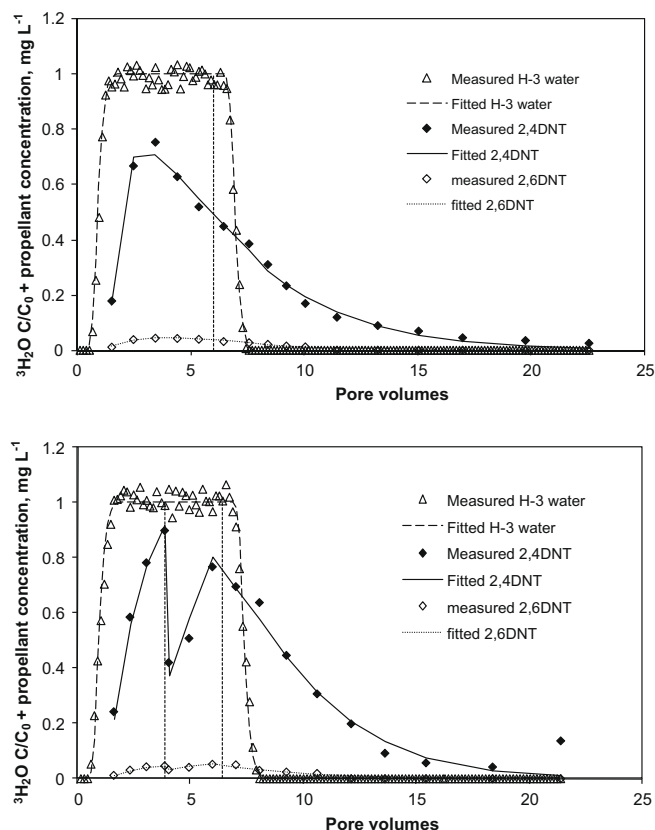 ³H₂O C/C₀ + propellant concentration, mg L⁻¹
1.2
1
0.8
0.6
0.4
0.2
0
0
5
10
15
20
25
Pore volumes
Measured H-3 water
Fitted H-3 water
Measured 2,4DNT
Fitted 2,4DNT
measured 2,6DNT
fitted 2,6DNT
³H₂O C/C₀ + propellant concentration, mg L⁻¹
1.2
1
0.8
0.6
0.4
0.2
0
0
5
10
15
20
25
Pore volumes
Measured H-3 water
Fitted H-3 water
Measured 2,4DNT
Fitted 2,4DNT
measured 2,6DNT
fitted 2,6DNT